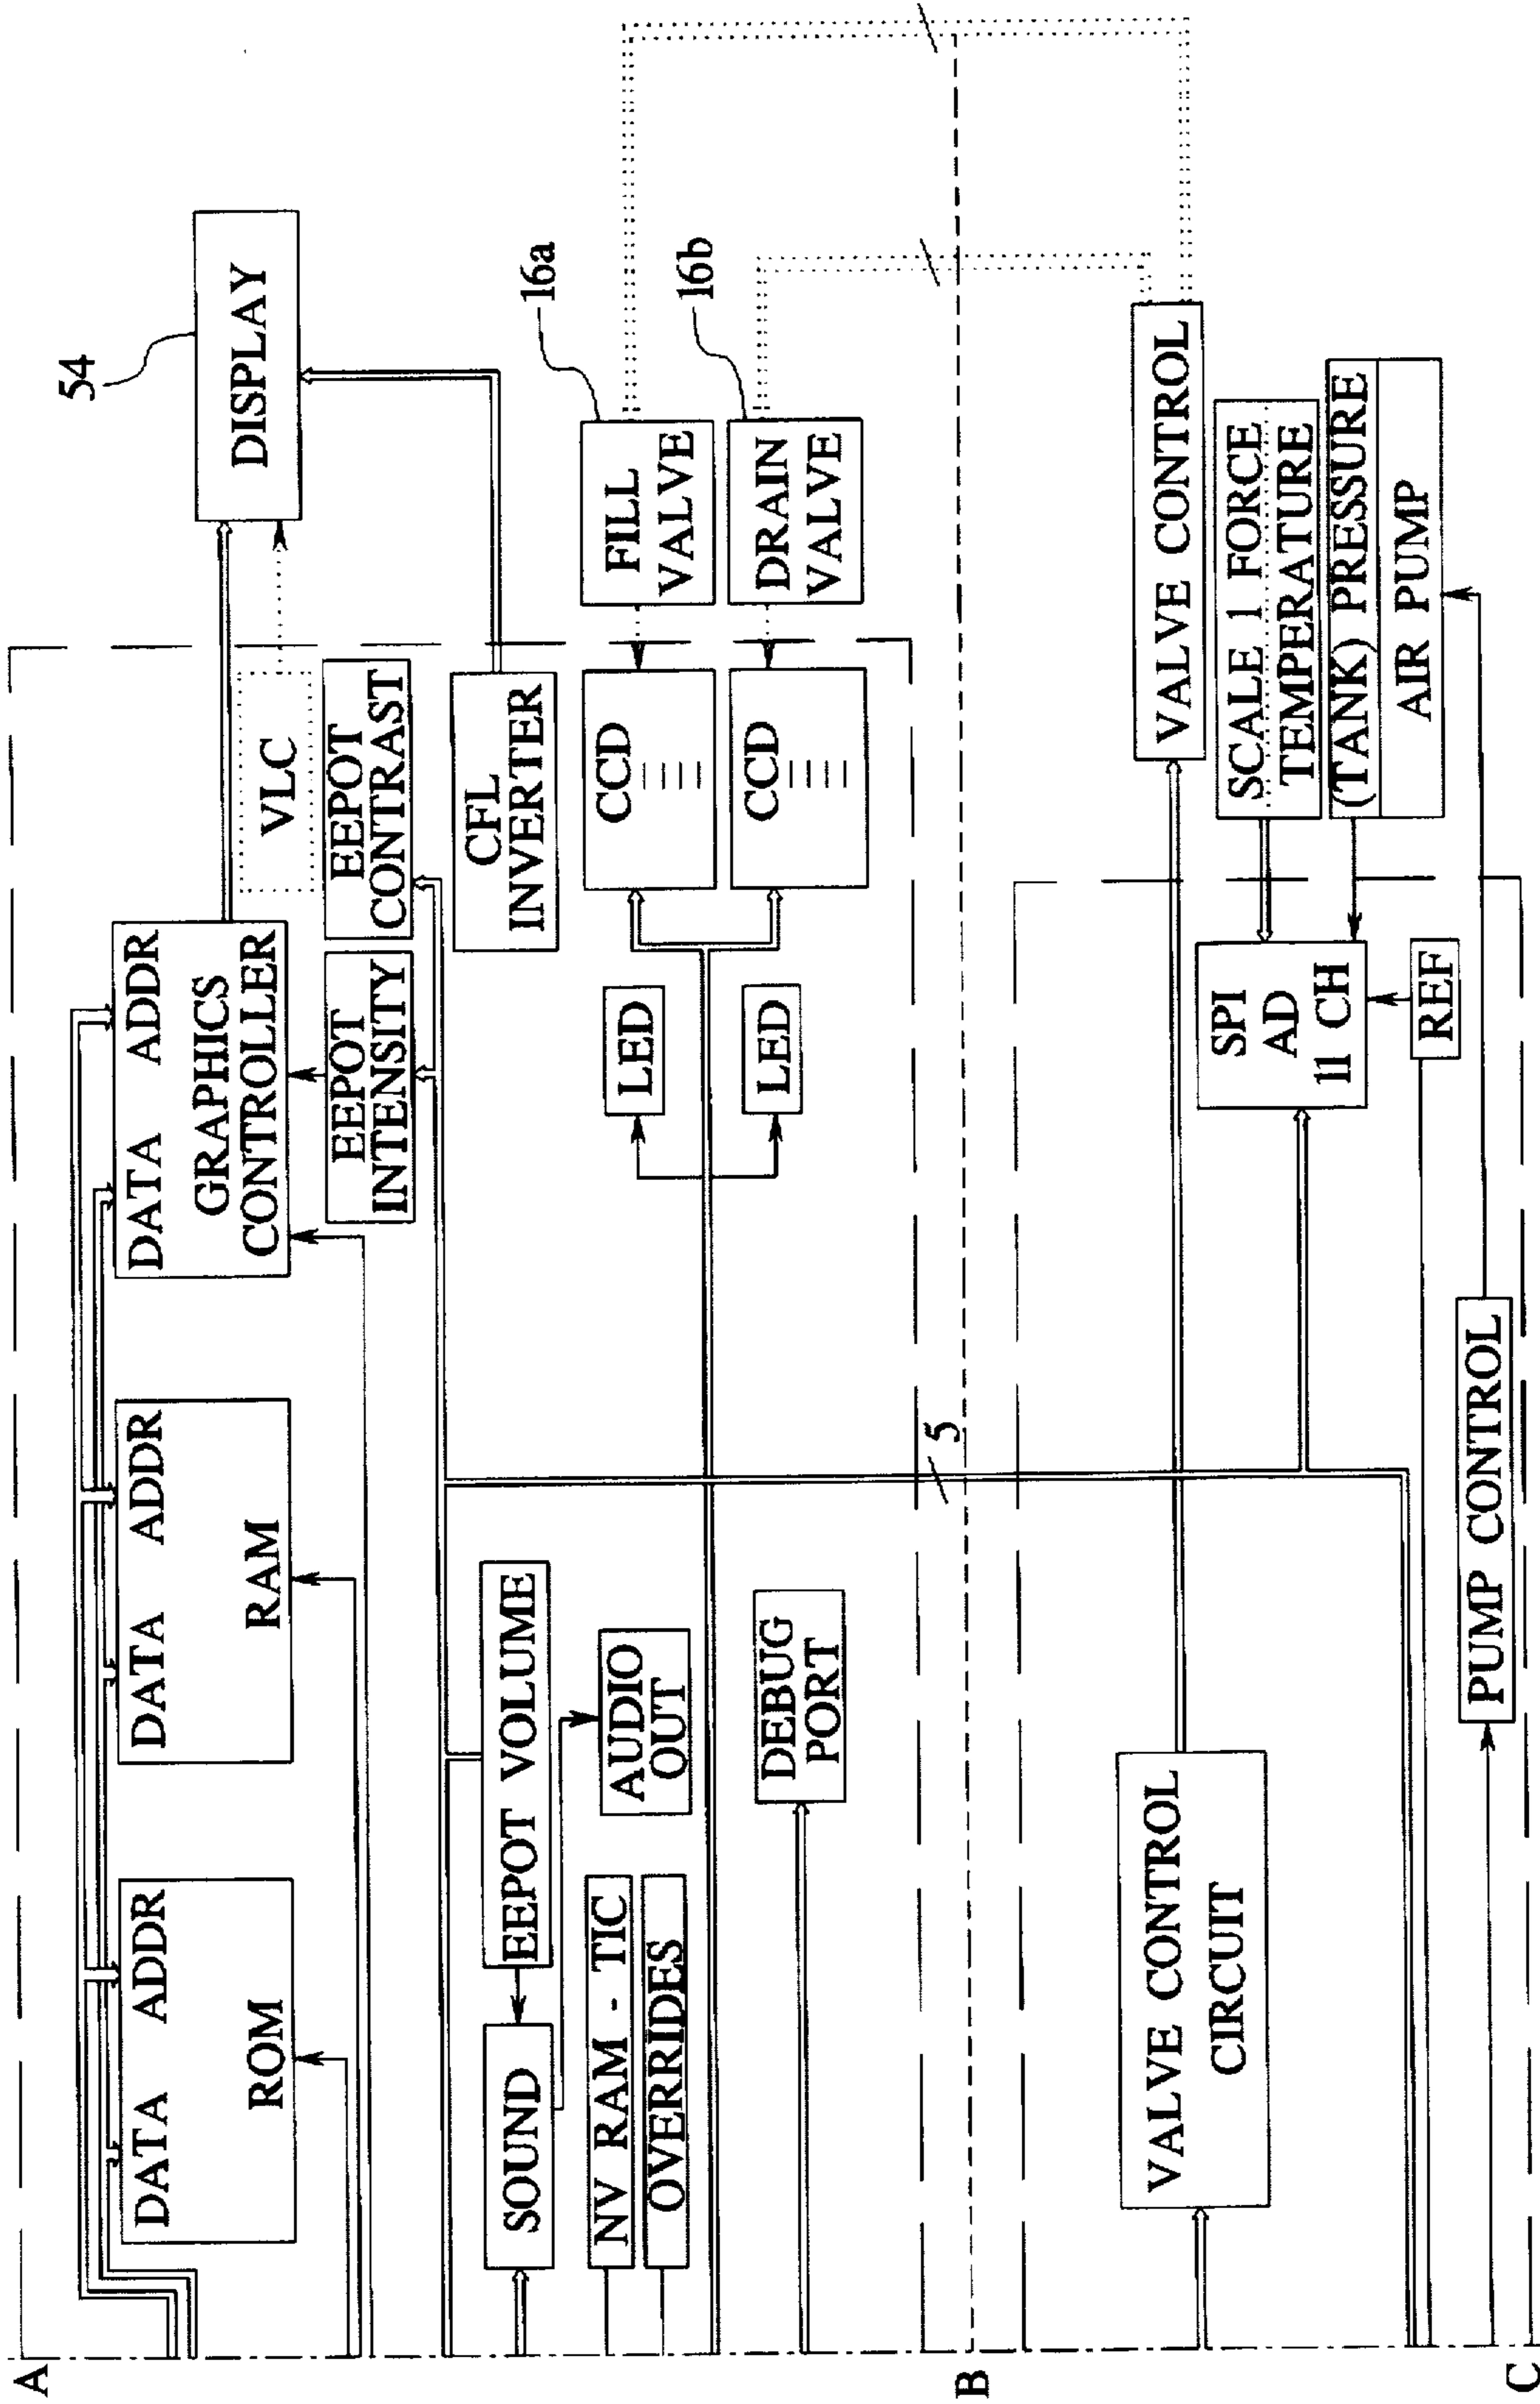 A
DATA ADDR
ROM
DATA ADDR
RAM
DATA ADDR
GRAPHICS
CONTROLLER
DISPLAY
54
VLC
EEPOT
INTENSITY
EEPOT
CONTRAST
CFL
INVERTER
SOUND
EEPOT VOLUME
AUDIO
OUT
NV RAM - TIC
OVERRIDES
DEBUG
PORT
LED
LED
CCD
CCD
FILL
VALVE
16a
DRAIN
VALVE
16b
B
5
VALVE CONTROL
CIRCUIT
VALVE CONTROL
SCALE 1 FORCE
TEMPERATURE
(TANK) PRESSURE
AIR PUMP
SPI
AD
11 CH
REF
PUMP CONTROL
C